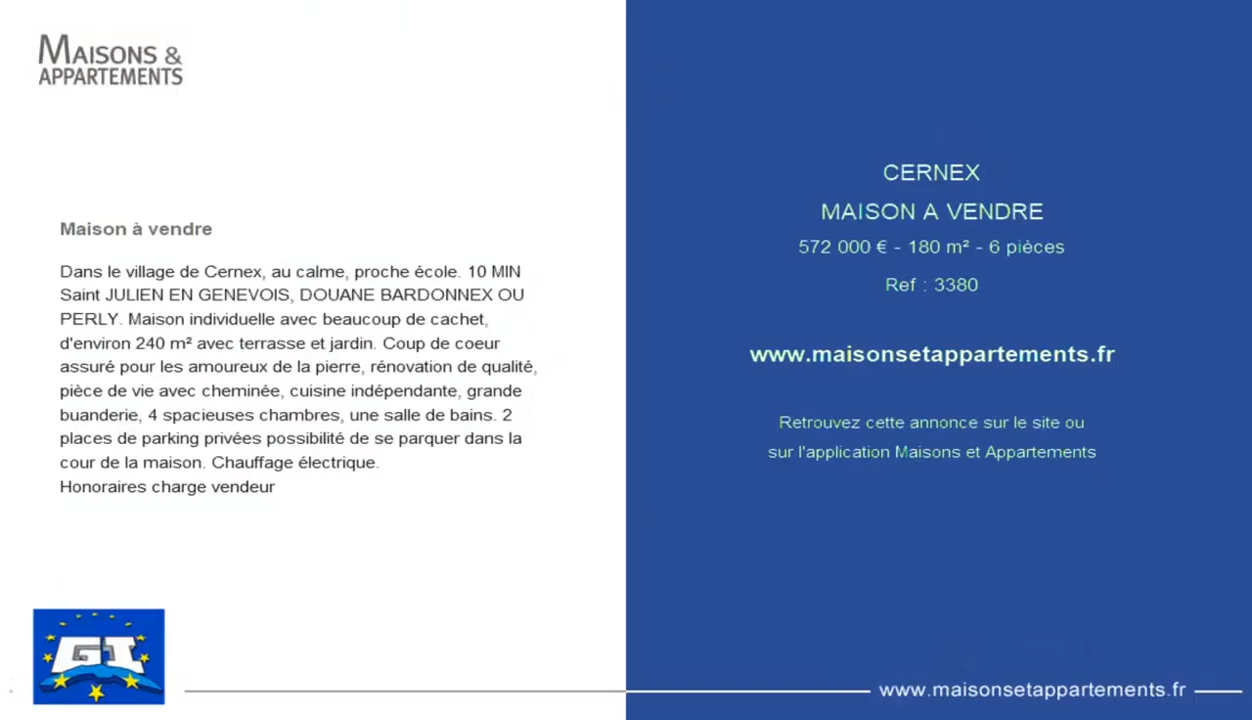 MAISONS &
APPARTEMENTS
Maison à vendre
Dans le village de Cernex, au calme, proche école. 10 MIN
Saint JULIEN EN GENEVOIS, DOUANE BARDONNEX OU
PERLY. Maison individuelle avec beaucoup de cachet,
d'environ 240 m² avec terrasse et jardin. Coup de coeur
assuré pour les amoureux de la pierre, rénovation de qualité,
pièce de vie avec cheminée, cuisine indépendante, grande
buanderie, 4 spacieuses chambres, une salle de bains. 2
places de parking privées possibilité de se parquer dans la
cour de la maison. Chauffage électrique.
Honoraires charge vendeur
GI
CERNEX
MAISON A VENDRE
572 000 € - 180 m² - 6 pièces
Ref : 3380
www.maisonsetappartements.fr
Retrouvez cette annonce sur le site ou
sur l'application Maisons et Appartements
www.maisonsetappartements.fr